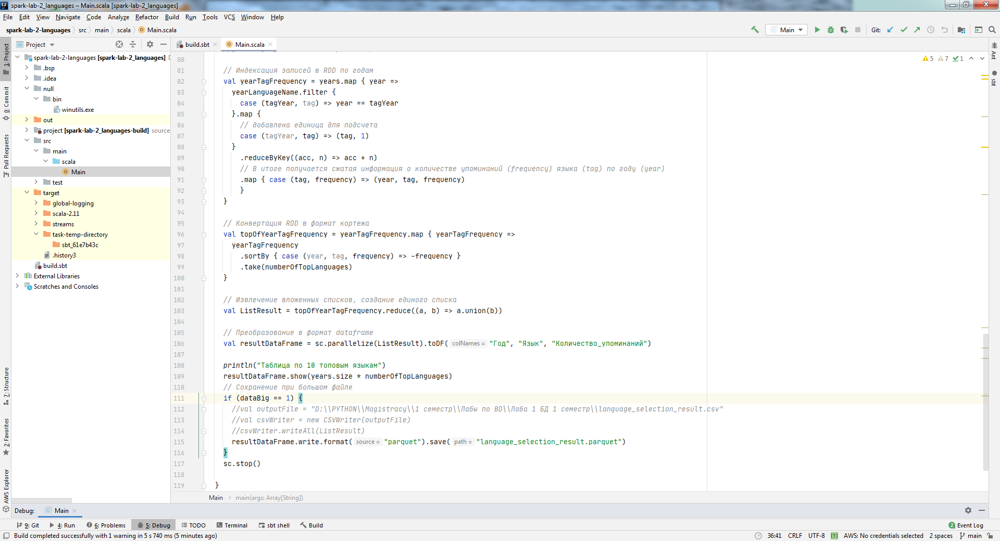 spark-lab-2_languages – Main.scala [spark-lab-2_languages]
File Edit View Navigate Code Analyze Refactor Build Run Tools VCS Window Help
spark-lab-2-languages src main scala Main.scala
Main
Git:
Project
build.sbt
Main.scala
1: Project
0: Commit
Pull Requests
7: Structure
2: Favorites
AWS Explorer
spark-lab-2-languages [spark-lab-2_languages]
.bsp
.idea
null
bin
winutils.exe
out
project [spark-lab-2_languages-build] source
src
main
scala
Main
test
target
global-logging
scala-2.11
streams
task-temp-directory
sbt_61e7b43c
.history3
build.sbt
External Libraries
Scratches and Consoles
5 7 1
Ant
sbt
80
81 // Индексация записей в RDD по годам
82 val yearTagFrequency = years.map { year =>
83 yearLanguageName.filter {
84 case (tagYear, tag) => year == tagYear
85 }.map {
86 // добавлена единица для подсчета
87 case (tagYear, tag) => (tag, 1)
88 }
89 .reduceByKey((acc, n) => acc + n)
90 // В итоге получается сжатая информация о количестве упоминаний (frequency) языка (tag) по году (year)
91 .map { case (tag, frequency) => (year, tag, frequency)
92 }
93 }
94
95 // Конвертация RDD в формат кортежа
96 val topOfYearTagFrequency = yearTagFrequency.map { yearTagFrequency =>
97 yearTagFrequency
98 .sortBy { case (year, tag, frequency) => -frequency }
99 .take(numberOfTopLanguages)
100 }
101
102 // Извлечение вложенных списков, создание единого списка
103 val ListResult = topOfYearTagFrequency.reduce((a, b) => a.union(b))
104
105 // Преобразование в формат dataframe
106 val resultDataFrame = sc.parallelize(ListResult).toDF( colNames = "Год", "Язык", "Количество_упоминаний")
107
108 println("Таблица по 10 топовым языкам")
109 resultDataFrame.show(years.size * numberOfTopLanguages)
110 // Сохранение при большом файле
111 if (dataBig == 1) {
112 //val outputFile = "D:\\PYTHON\\Magistracy\\1 семестр\\Лабы по BD\\Лаба 1 БД 1 семестр\\language_selection_result.csv"
113 //val csvWriter = new CSVWriter(outputFile)
114 //csvWriter.writeAll(ListResult)
115 resultDataFrame.write.format( source = "parquet").save( path = "language_selection_result.parquet")
116 }
117 sc.stop()
118
119 }
Main main(args: Array[String])
Debug: Main
9: Git 4: Run 6: Problems 5: Debug TODO Terminal sbt shell Build 2 Event Log
Build completed successfully with 1 warning in 5 s 740 ms (5 minutes ago) 36:41 CRLF UTF-8 [T] AWS: No credentials selected 2 spaces main